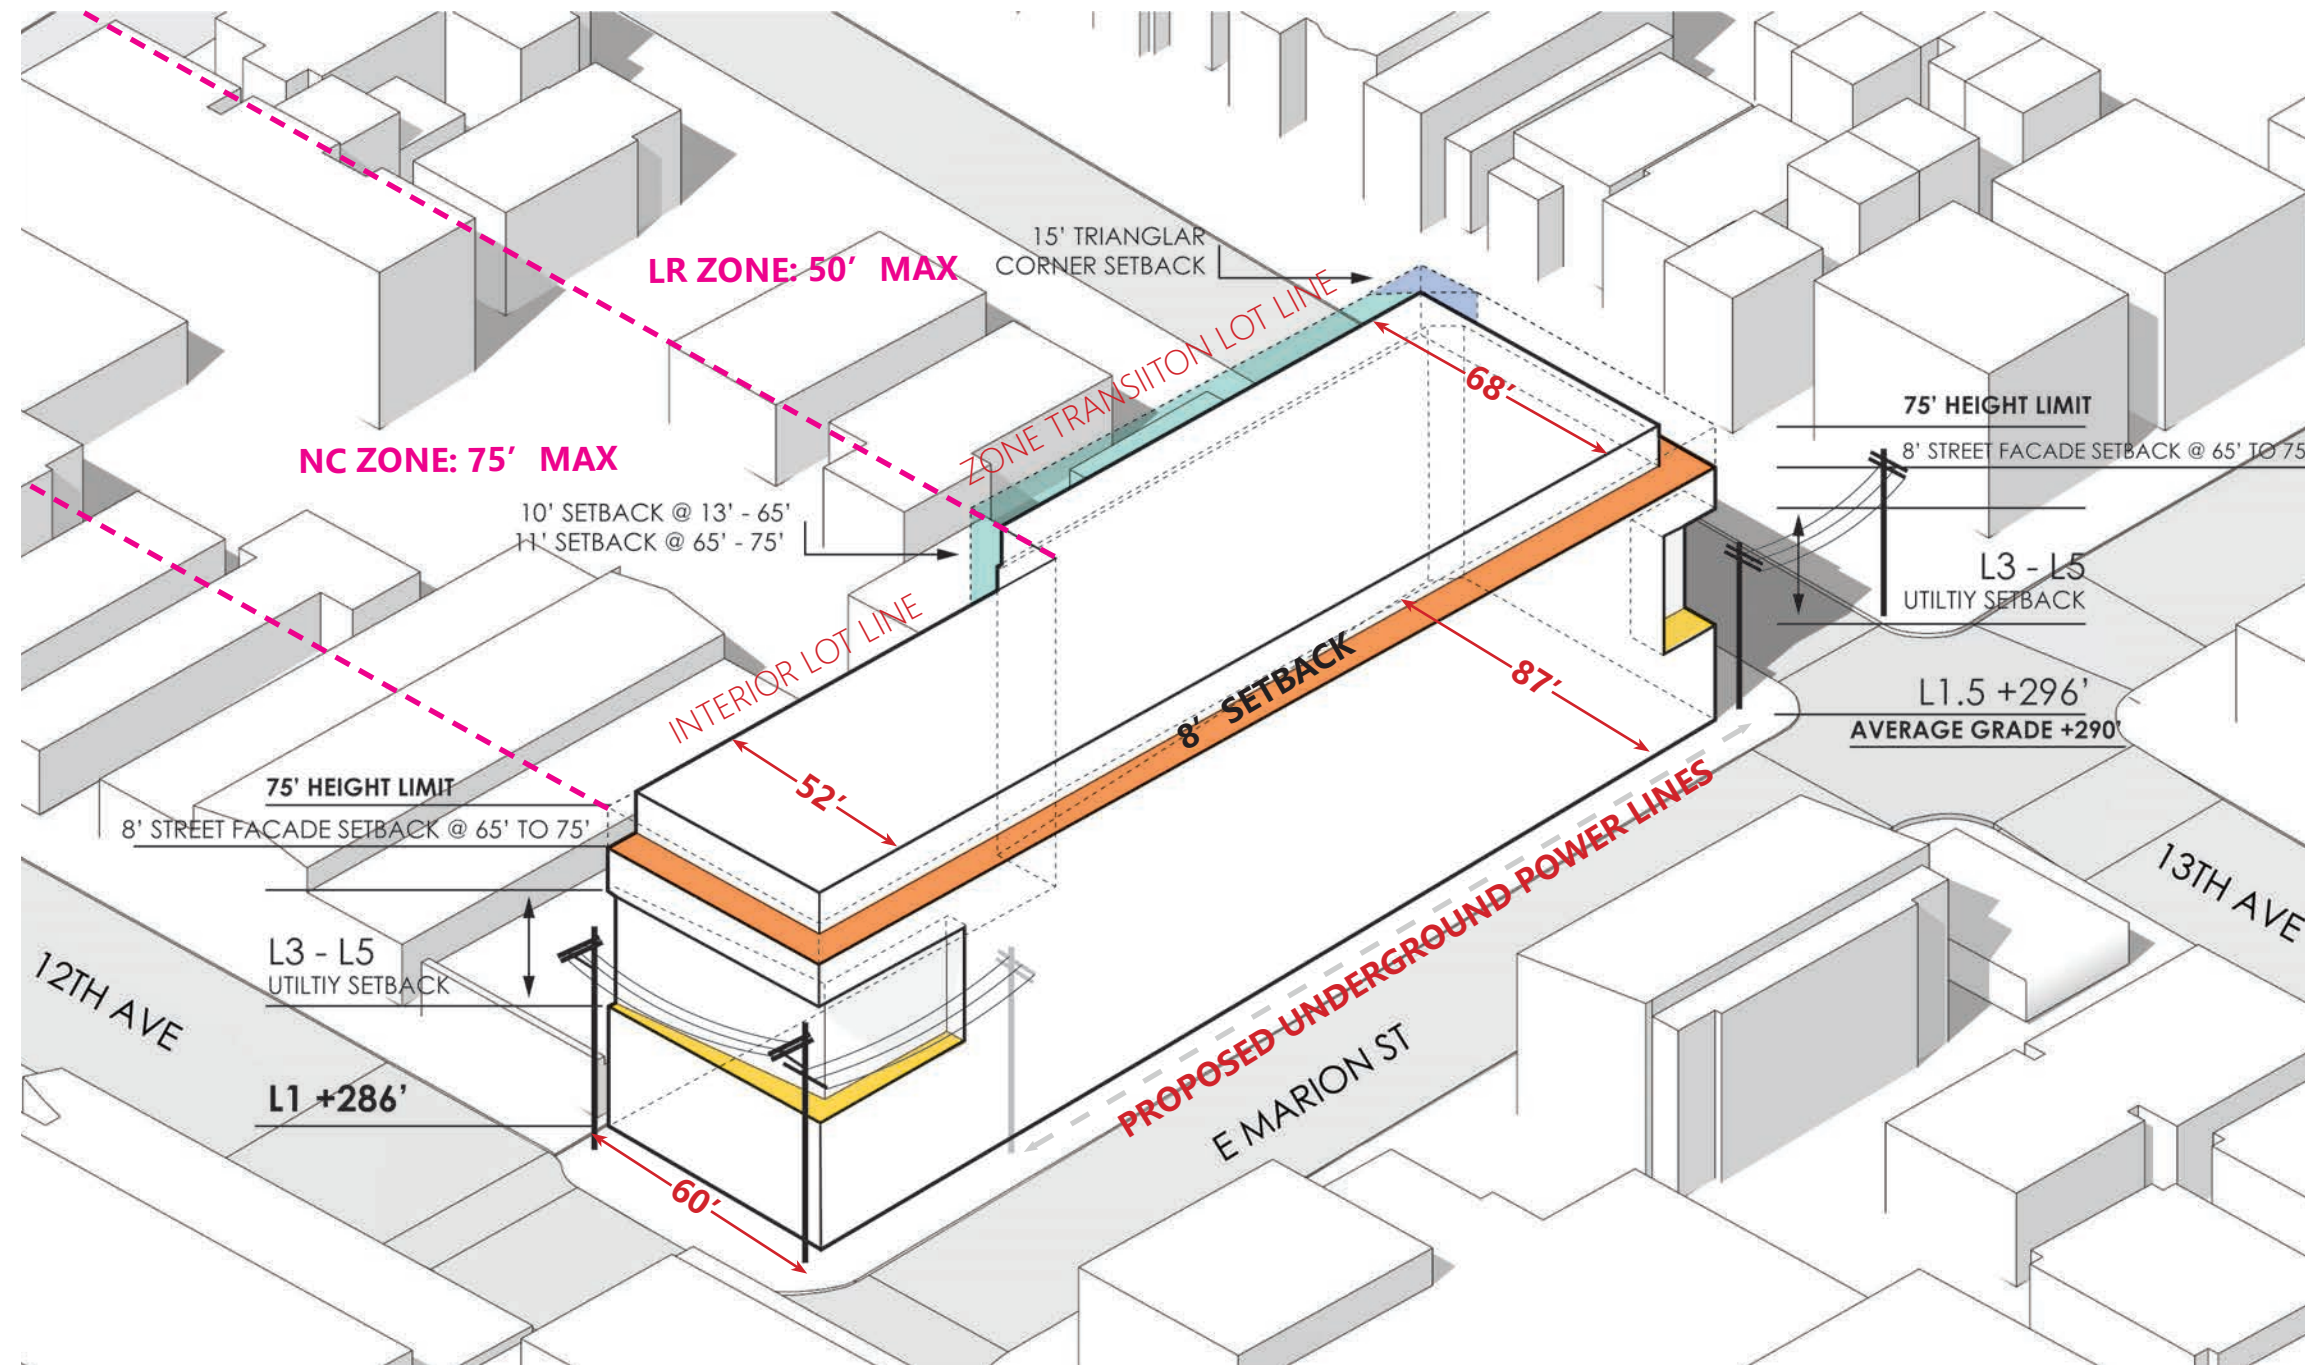 15' TRIANGLAR
CORNER SETBACK
LR ZONE: 50' MAX
ZONE TRANSIITON LOT LINE
68'
75' HEIGHT LIMIT
8' STREET FACADE SETBACK @ 65' TO 75'
NC ZONE: 75' MAX
10' SETBACK @ 13' - 65'
11' SETBACK @ 65' - 75'
L3 - L5
UTILTIY SETBACK
INTERIOR LOT LINE
8' SETBACK
87'
L1.5 +296'
AVERAGE GRADE +290'
52'
75' HEIGHT LIMIT
8' STREET FACADE SETBACK @ 65' TO 75'
PROPOSED UNDERGROUND POWER LINES
13TH AVE
L3 - L5
UTILTIY SETBACK
12TH AVE
E MARION ST
L1 +286'
60'